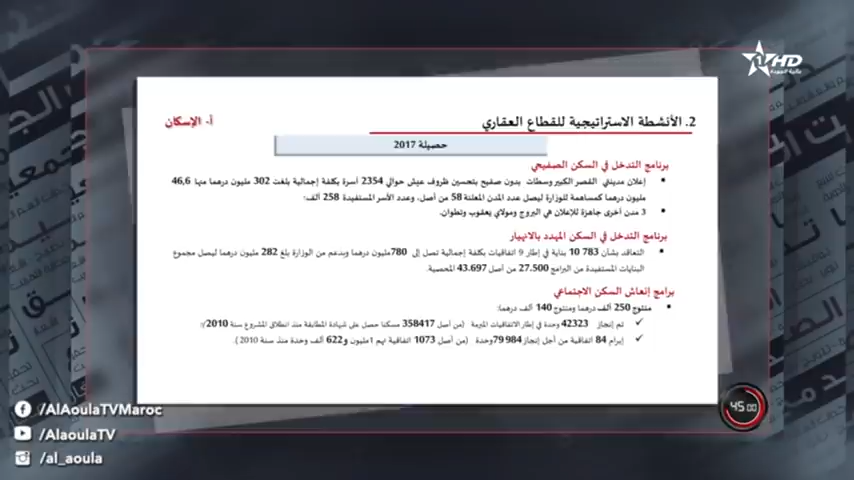 HD
عالية الجودة
2. الأنشطة الاستراتيجية للقطاع العقاري
أ- الإسكان
حصيلة 2017
برنامج التدخل في السكن الصفيحي
إعلان مدينتي القصر الكبير وسطات بدون صفيح بتحسين ظروف عيش حوالي 2354 أسرة بكلفة إجمالية بلغت 302 مليون درهم منها 46,6
مليون درهما كمساهمة للوزارة ليصل عدد المدن المعلنة 58 من أصل، وعدد الأسر المستفيدة 258 ألف؛
3 مدن أخرى جاهزة للإعلان هي البروج ومولاي يعقوب وتطوان.
برنامج التدخل في السكن المهدد بالانهيار
التعاقد بشأن 783 10 بناية في إطار 9 اتفاقيات بكلفة إجمالية تصل إلى 780مليون درهما وبدعم من الوزارة بلغ 282 مليون درهما ليصل مجموع
البنايات المستفيدة من البرامج 27.500 من أصل 43.697 المحصية.
برامج إنعاش السكن الاجتماعي
منتوج 250 ألف درهما ومنتوج 140 ألف درهما:
تم إنجاز 42323 وحدة في إطار الاتفاقيات المبرمة (من أصل 358417 مسكنا حصل على شهادة المطابقة منذ انطلاق المشروع سنة 2010)؛
إبرام 84 اتفاقية من أجل إنجاز 984 79وحدة (من أصل 1073 اتفاقية تهم 1مليون و622 ألف وحدة منذ سنة 2010).
45:00
/AlAoulaTVMaroc
/AlaoulaTV
/al_aoula